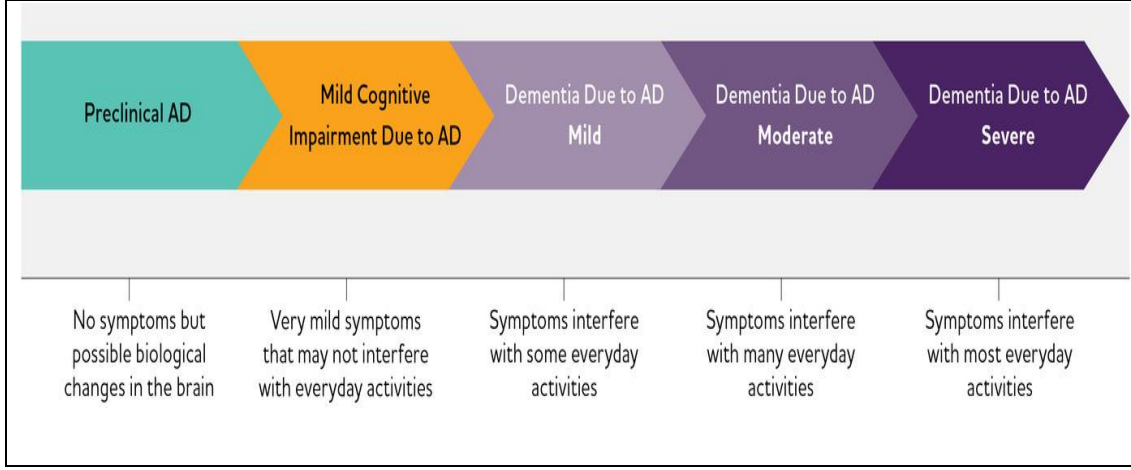 Preclinical AD
Mild Cognitive
Impairment Due to AD
Dementia Due to AD
Mild
Dementia Due to AD
Moderate
Dementia Due to AD
Severe
No symptoms but
possible biological
changes in the brain
Very mild symptoms
that may not interfere
with everyday activities
Symptoms interfere
with some everyday
activities
Symptoms interfere
with many everyday
activities
Symptoms interfere
with most everyday
activities